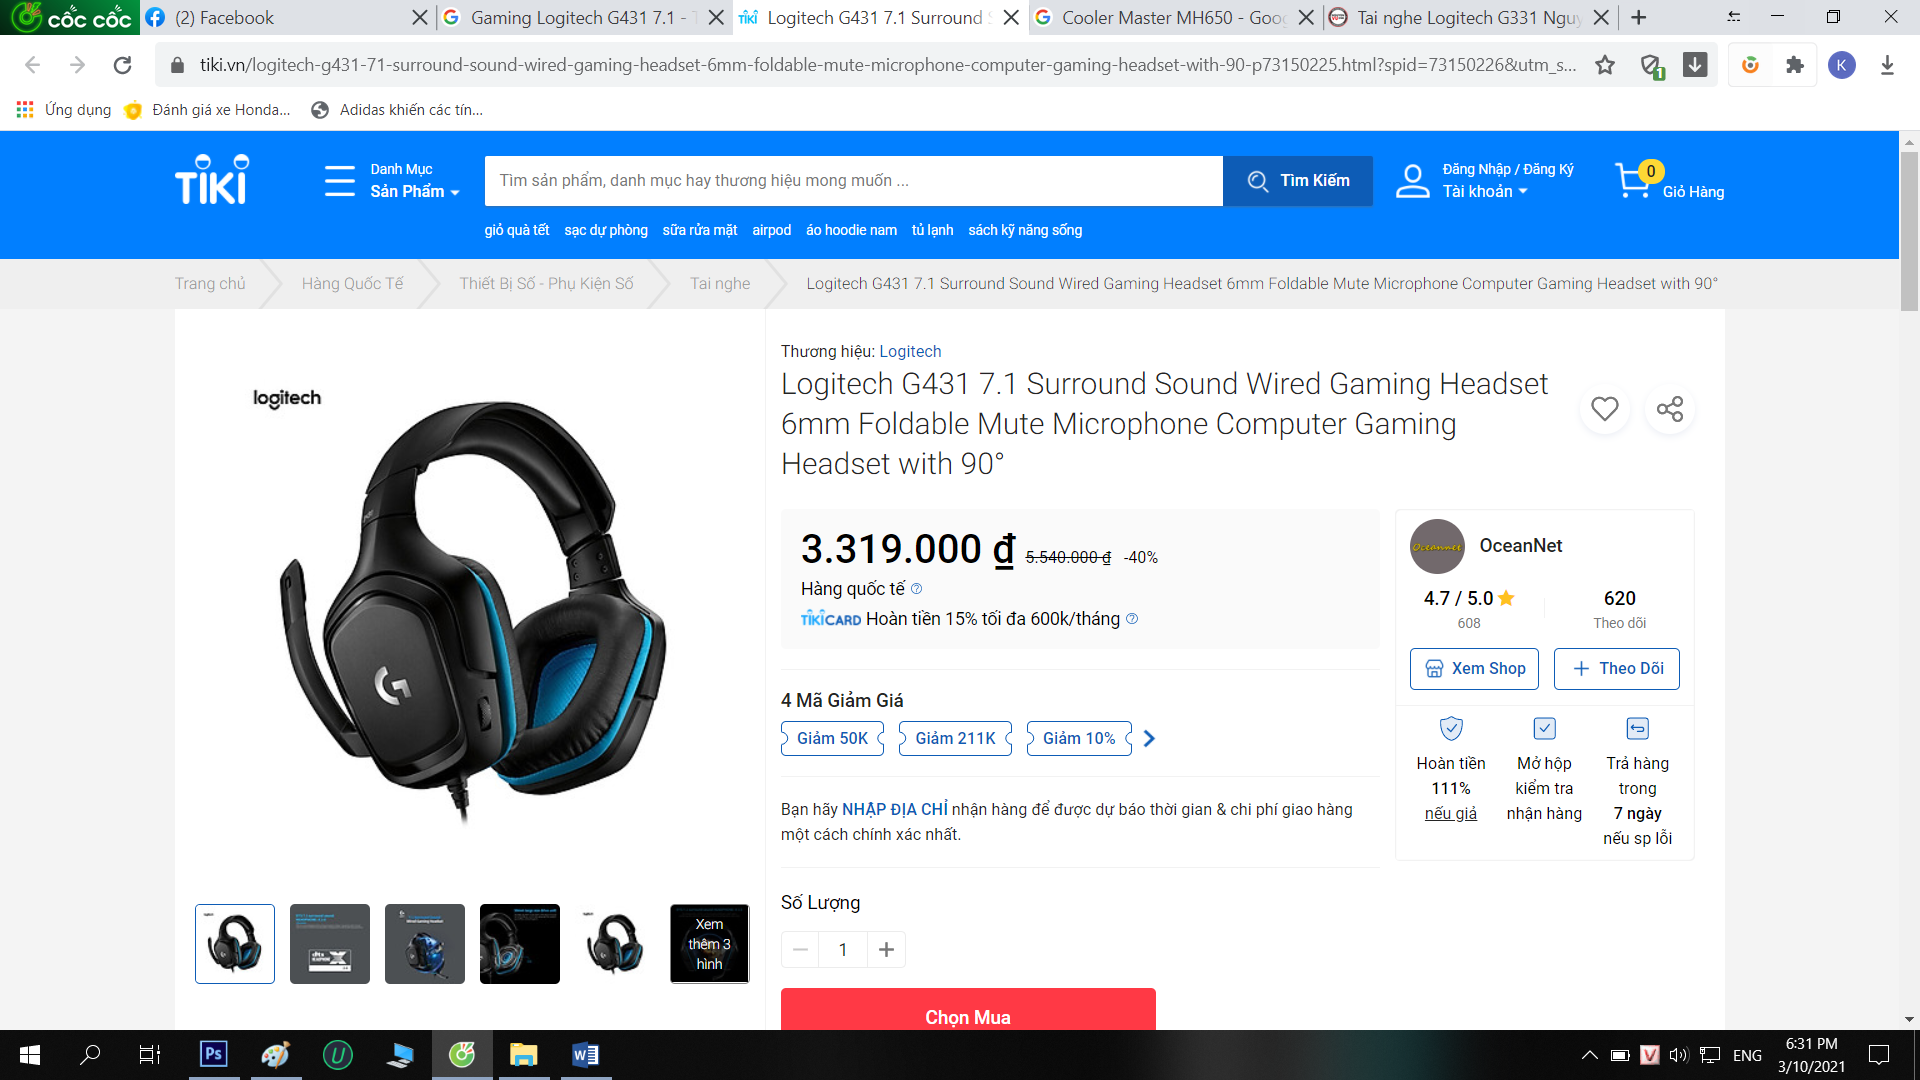 cốc cốc
(2) Facebook
Gaming Logitech G431 7.1 - T
Logitech G431 7.1 Surround S
Cooler Master MH650 - Goog
Tai nghe Logitech G331 Nguy
tiki.vn/logitech-g431-71-surround-sound-wired-gaming-headset-6mm-foldable-mute-microphone-computer-gaming-headset-with-90-p73150225.html?spid=73150226&utm_s...
1
K
Ứng dụng
Đánh giá xe Honda...
Adidas khiến các tín...
TIKI
Danh Mục
Sản Phẩm
Tìm sản phẩm, danh mục hay thương hiệu mong muốn ...
Tìm Kiếm
Đăng Nhập / Đăng Ký
Tài khoản
0
Giỏ Hàng
giỏ quà tết sạc dự phòng sữa rửa mặt airpod áo hoodie nam tủ lạnh sách kỹ năng sống
Trang chủ
Hàng Quốc Tế
Thiết Bị Số - Phụ Kiện Số
Tai nghe
Logitech G431 7.1 Surround Sound Wired Gaming Headset 6mm Foldable Mute Microphone Computer Gaming Headset with 90°
logitech
Thương hiệu: Logitech
Logitech G431 7.1 Surround Sound Wired Gaming Headset
6mm Foldable Mute Microphone Computer Gaming
Headset with 90°
3.319.000 ₫ 5.540.000 ₫ -40%
Hàng quốc tế
TIKICARD Hoàn tiền 15% tối đa 600k/tháng
OceanNet
OceanNet
4.7 / 5.0
608
620
Theo dõi
Xem Shop
Theo Dõi
Hoàn tiền
111%
nếu giả
Mở hộp
kiểm tra
nhận hàng
Trả hàng
trong
7 ngày
nếu sp lỗi
4 Mã Giảm Giá
Giảm 50K
Giảm 211K
Giảm 10%
Bạn hãy NHẬP ĐỊA CHỈ nhận hàng để được dự báo thời gian & chi phí giao hàng
một cách chính xác nhất.
Số Lượng
1
Chọn Mua
Xem
thêm 3
hình
Ps
ENG
6:31 PM
3/10/2021